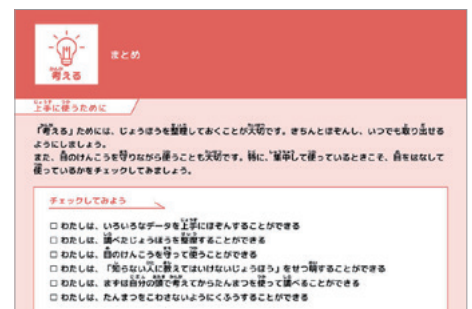 まとめ
考える
上手に使うために
「考える」ためには、じょうほうを整理しておくことが大切です。きちんとほぞんし、いつでも取り出せる
ようにしましょう。
また、目のけんこうを守りながら使うことも大切です。特に、集中して使っているときこそ、目をはなして
使っているかをチェックしてみましょう。
チェックしてみよう
□ わたしは、いろいろなデータを上手にほぞんすることができる
□ わたしは、調べたじょうほうを整理することができる
□ わたしは、目のけんこうを守って使うことができる
□ わたしは、「知らない人に教えてはいけないじょうほう」をせつ明することができる
□ わたしは、まずは自分の頭で考えてからたんまつを使って調べることができる
□ わたしは、たんまつをこわさないようにくふうすることができる